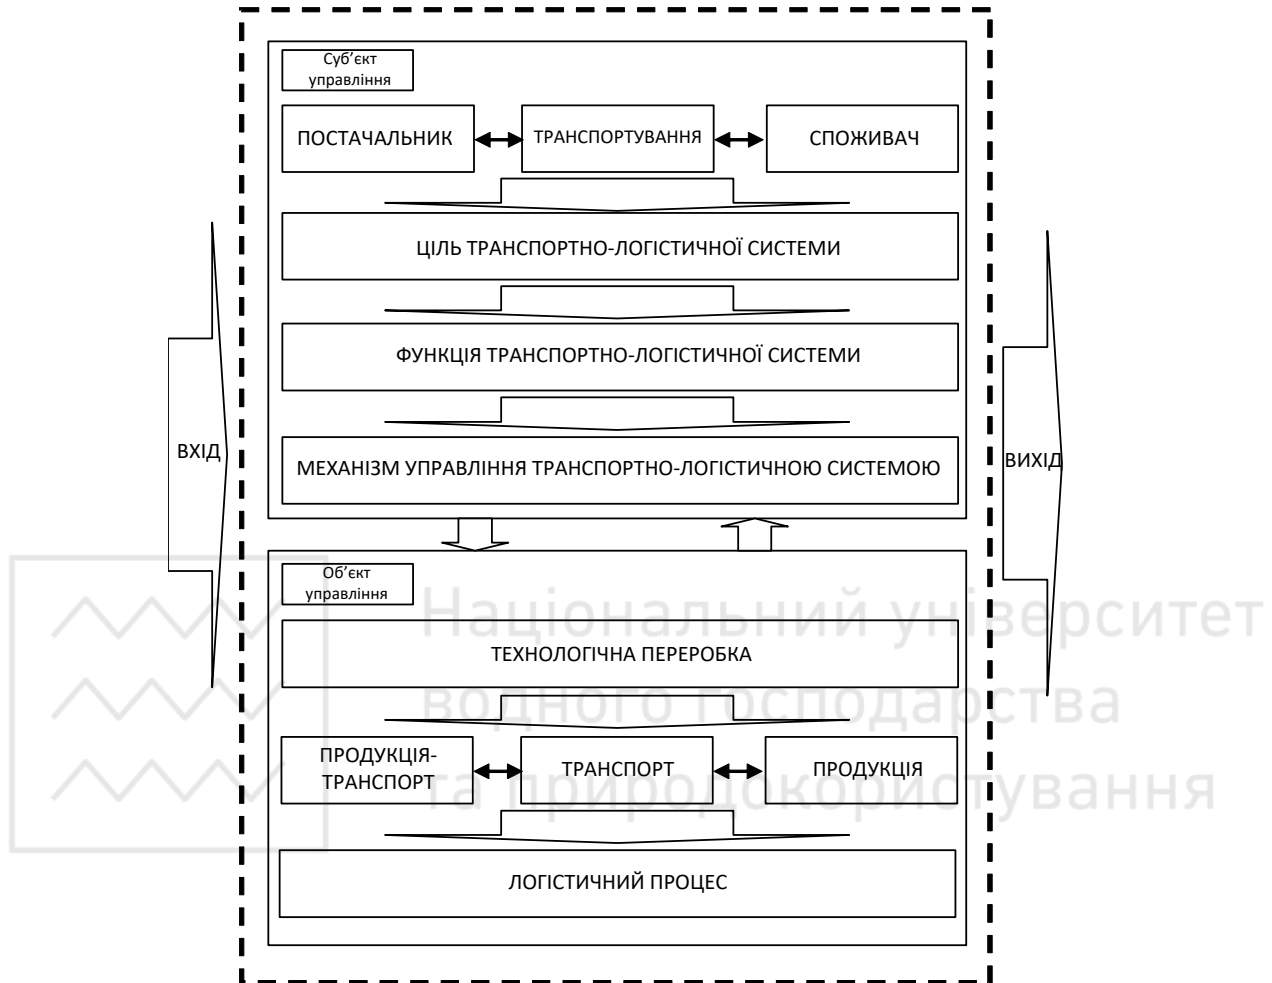 Суб’єкт
управління
ПОСТАЧАЛЬНИК
ТРАНСПОРТУВАННЯ
СПОЖИВАЧ
ЦІЛЬ ТРАНСПОРТНО-ЛОГІСТИЧНОЇ СИСТЕМИ
ФУНКЦІЯ ТРАНСПОРТНО-ЛОГІСТИЧНОЇ СИСТЕМИ
ВХІД
МЕХАНІЗМ УПРАВЛІННЯ ТРАНСПОРТНО-ЛОГІСТИЧНОЮ СИСТЕМОЮ
ВИХІД
Об’єкт
управління
Національний університет
ТЕХНОЛОГІЧНА ПЕРЕРОБКА
водного господарства
ПРОДУКЦІЯ-
ТРАНСПОРТ
ТРАНСПОРТ
ПРОДУКЦІЯ
та природокористування
ЛОГІСТИЧНИЙ ПРОЦЕС